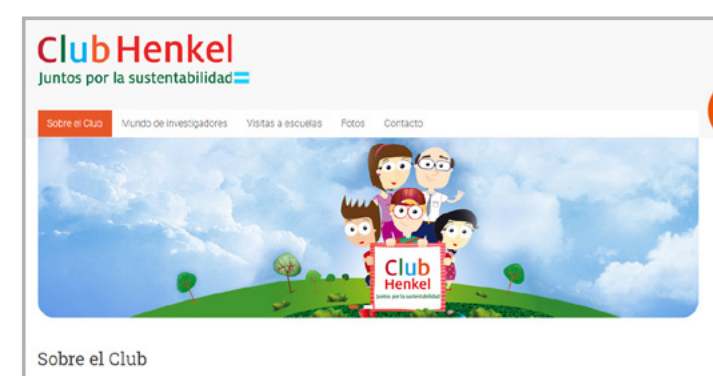 Club Henkel
Juntos por la sustentabilidad
Sobre el Club Mundo de investigadores Visitas a escuelas Fotos Contacto
Club
Henkel
Juntos por la sustentabilidad
Sobre el Club